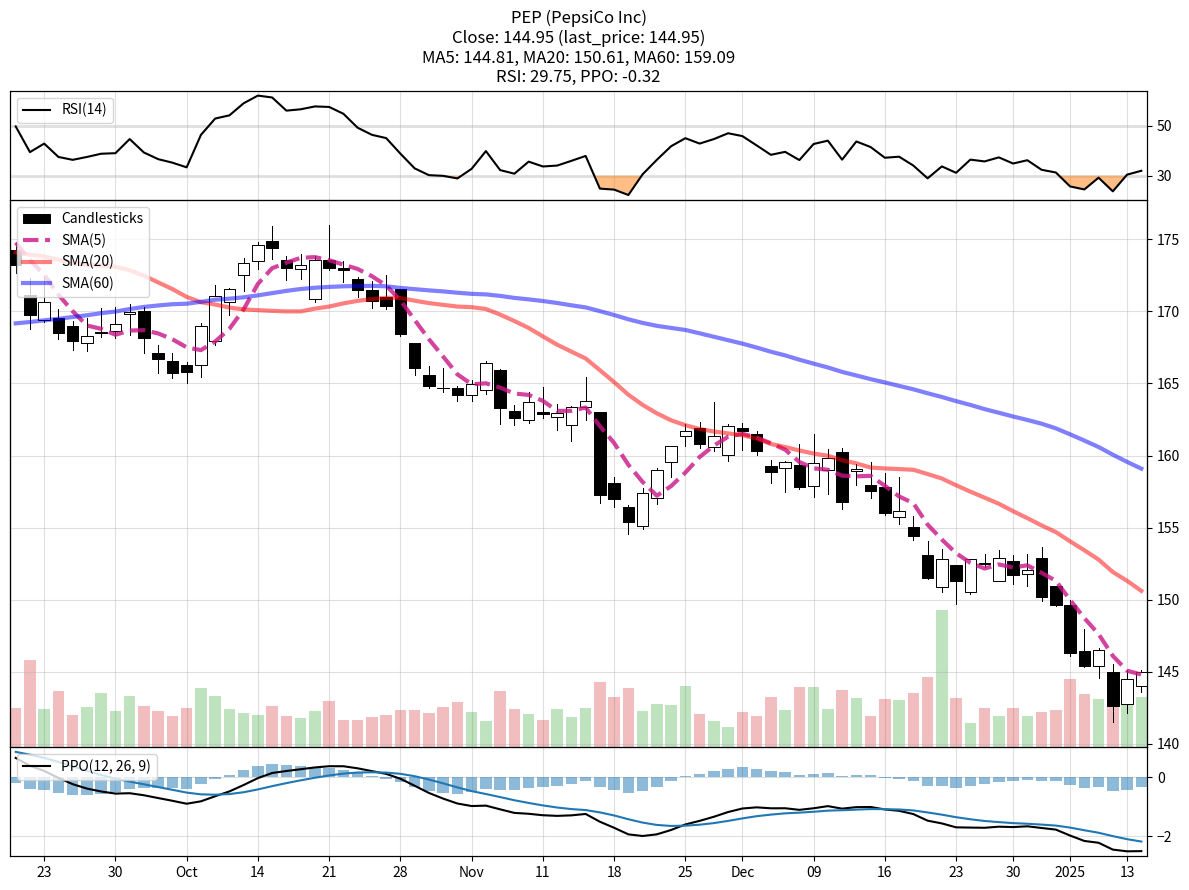 PEP (PepsiCo Inc)
Close: 144.95 (last_price: 144.95)
MA5: 144.81, MA20: 150.61, MA60: 159.09
RSI: 29.75, PPO: -0.32
RSI(14)
50
30
Candlesticks
SMA(5)
SMA(20)
SMA(60)
175
170
165
160
155
150
145
140
PPO(12, 26, 9)
0
−2
23 30 Oct 14 21 28 Nov 11 18 25 Dec 09 16 23 30 2025 13